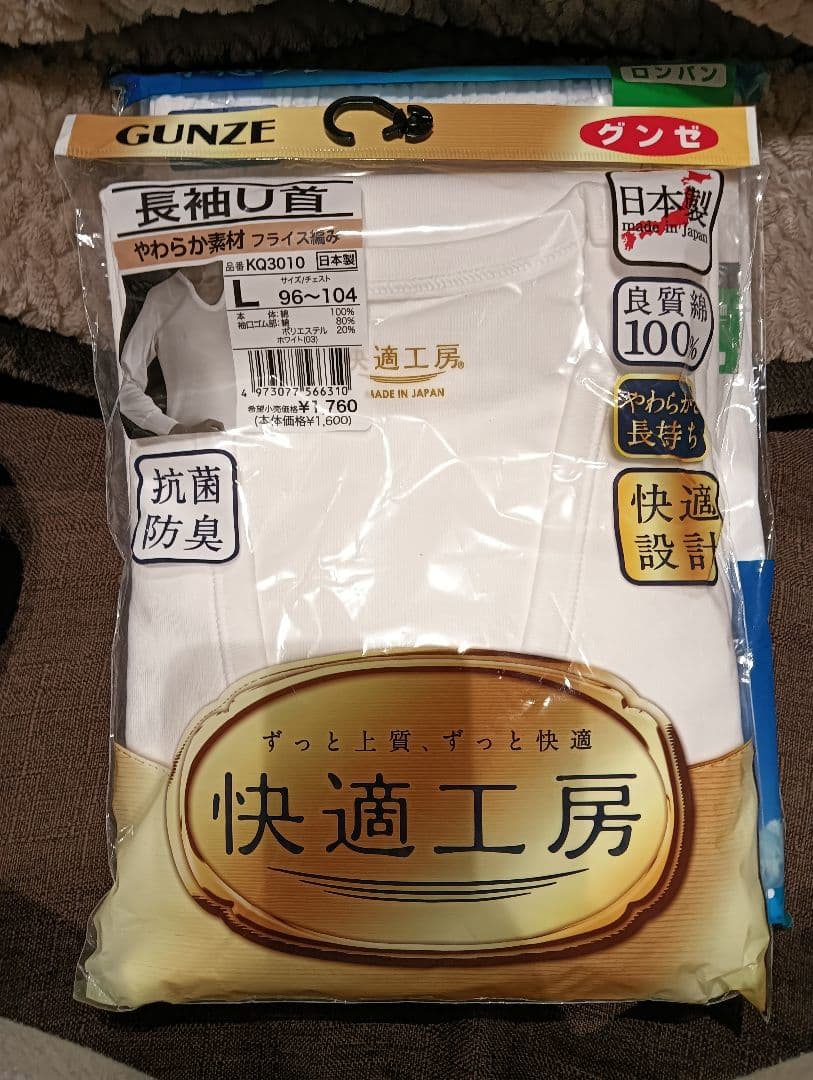 ロンパン
GUNZE
グンゼ
長袖U首
やわらか素材 フライス編み
品番 KQ3010 日本製
サイズ/チェスト
L 96～104
本体:綿 100%
袖口ゴム部:綿 80%
ポリエステル 20%
ホワイト(03)
4 973077 566310
希望小売価格 ¥1,760
(本体価格¥1,600)
日本製
made in Japan
良質綿
100%
やわらかで
長持ち
快適
設計
快適工房®
MADE IN JAPAN
抗菌
防臭
ずっと上質、ずっと快適
快適工房